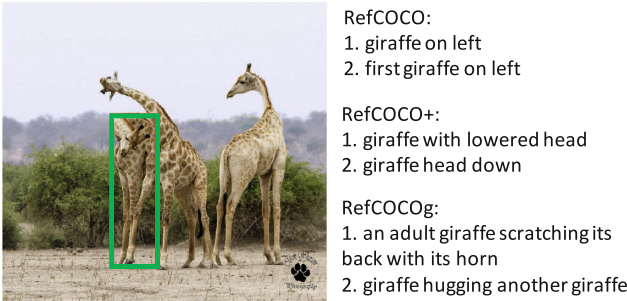 RefCOCO:
1. giraffe on left
2. first giraffe on left
RefCOCO+:
1. giraffe with lowered head
2. giraffe head down
RefCOCOg:
1. an adult giraffe scratching its
back with its horn
2. giraffe hugging another giraffe